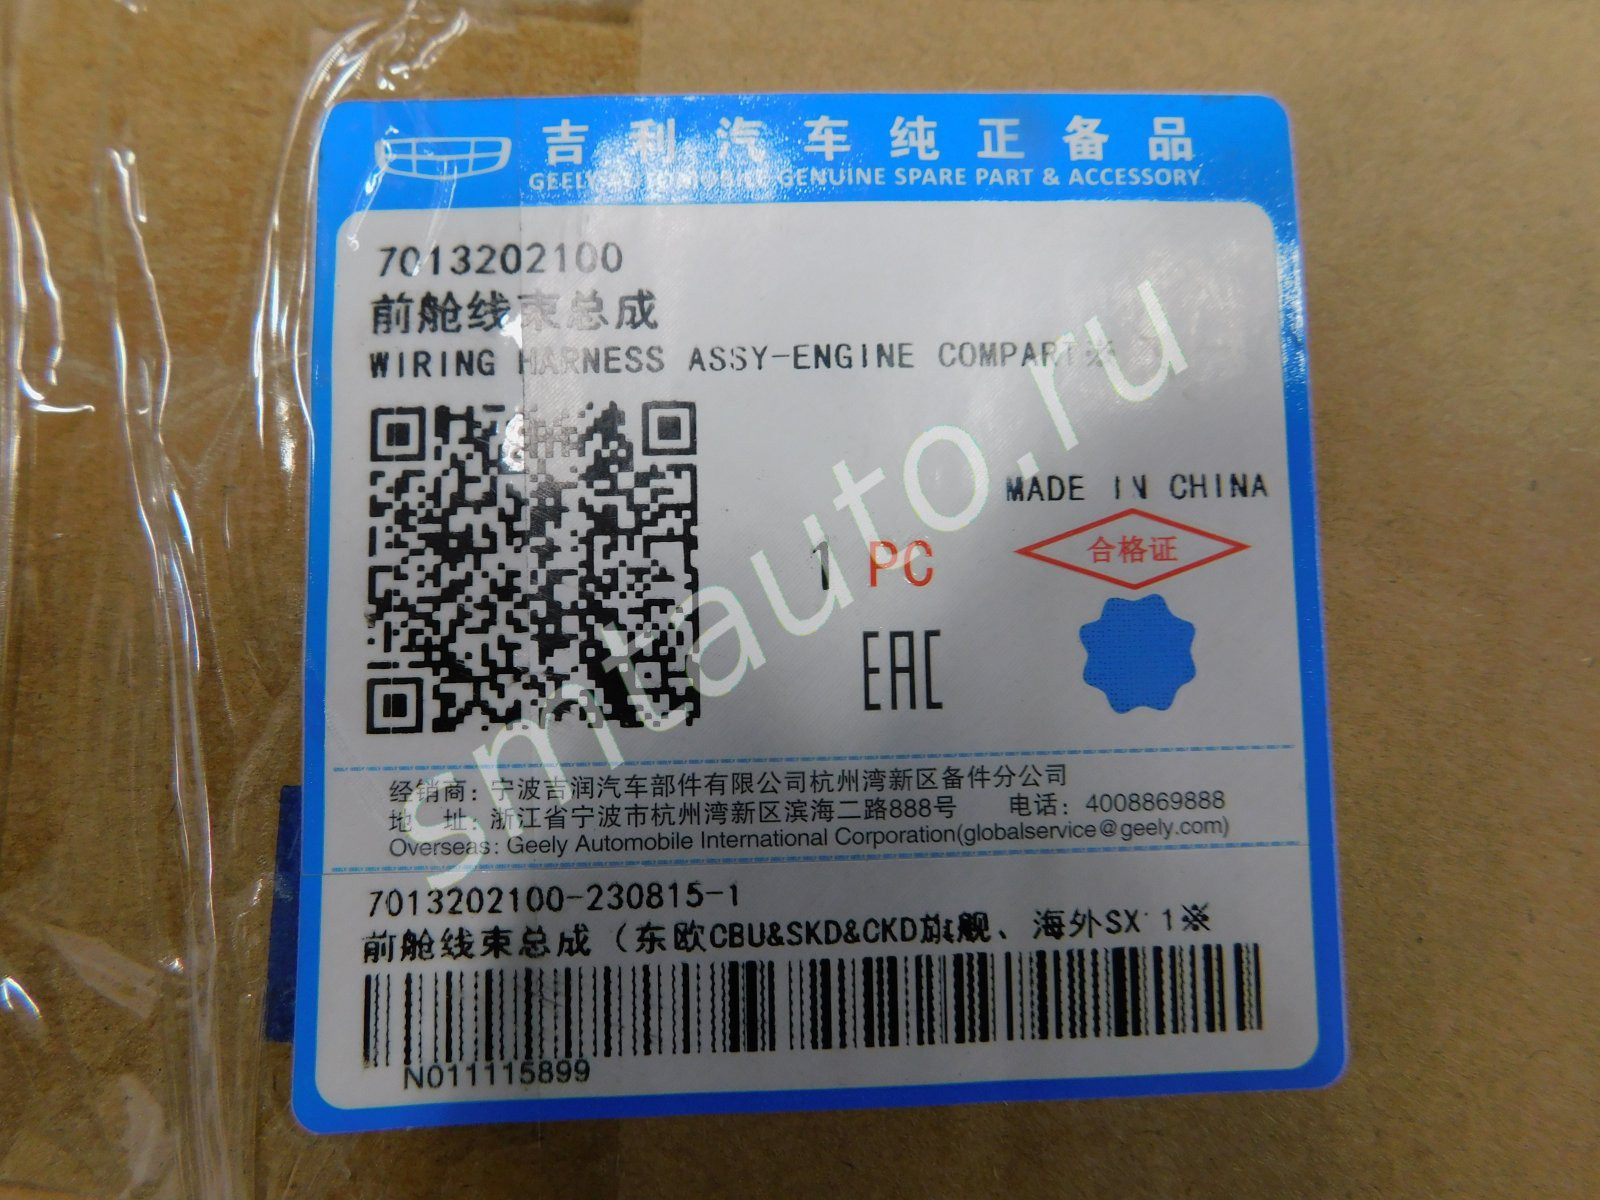 吉利汽车纯正备品
GEELY AUTOMOBILE GENUINE SPARE PART & ACCESSORY
7013202100
前舱线束总成
WIRING HARNESS ASSY-ENGINE COMPART※
MADE IN CHINA
合格证
1 PC
EAC
smtauto.ru
经销商：宁波吉润汽车部件有限公司杭州湾新区备件分公司
地　址：浙江省宁波市杭州湾新区滨海二路888号　电话：4008869888
Overseas: Geely Automobile International Corporation(globalservice@geely.com)
7013202100-230815-1
前舱线束总成（东欧CBU&SKD&CKD旗舰、海外SX 1※
N011115899